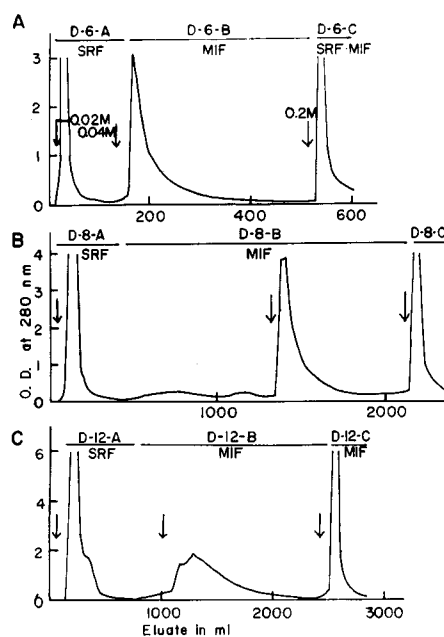 A
D-6-A D-6-B D-6-C
SRF MIF SRF·MIF
3
0.02M
0.04M
0.2M
2
1
0
200 400 600
B
D-8-A D-8-B D-8-C
SRF MIF
4
3
2
1
0
1000 2000
O.D. at 280 nm
C
D-12-A D-12-B D-12-C
SRF MIF MIF
6
4
2
0
0 1000 2000 3000
Eluate in ml